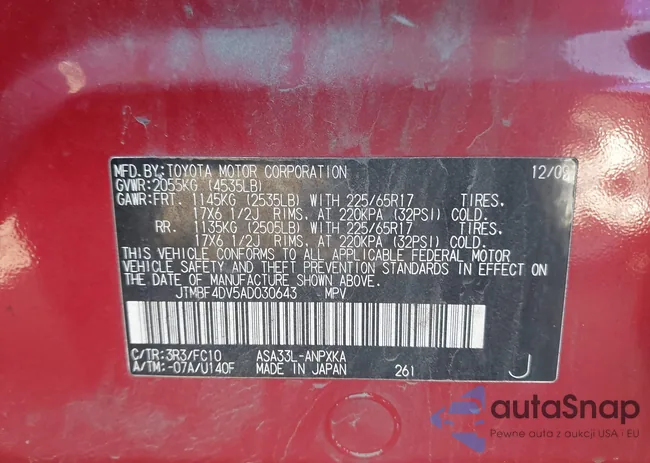 MFD.BY:TOYOTA MOTOR CORPORATION 12/09
GVWR:2055KG (4535LB)
GAWR:FRT. 1145KG (2535LB) WITH 225/65R17 TIRES.
17X6 1/2J RIMS. AT 220KPA (32PSI) COLD.
RR. 1135KG (2505LB) WITH 225/65R17 TIRES.
17X6 1/2J RIMS. AT 220KPA (32PSI) COLD.
THIS VEHICLE CONFORMS TO ALL APPLICABLE FEDERAL MOTOR
VEHICLE SAFETY AND THEFT PREVENTION STANDARDS IN EFFECT ON
THE DATE OF MANUFACTURE SHOWN ABOVE.
JTMBF4DV5AD030643 MPV
C/TR:3R3/FC10 ASA33L-ANPXKA
A/TM:-07A/U140F MADE IN JAPAN 261 J
autaSnap
Pewne auta z aukcji USA i EU